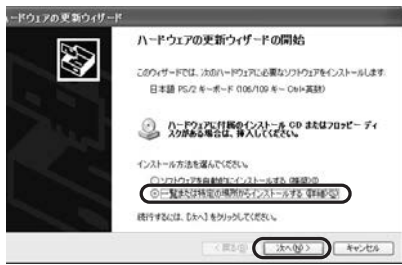 ードウェアの更新ウィザード
ハードウェアの更新ウィザードの開始
このウィザードでは、次のハードウェアに必要なソフトウェアをインストールします:
日本語 PS/2 キーボード (106/109 キー Ctrl+英数)
ハードウェアに付属のインストール CD またはフロッピー ディ
スクがある場合は、挿入してください。
インストール方法を選んでください。
ソフトウェアを自動的にインストールする (推奨)(I)
一覧または特定の場所からインストールする (詳細)(S)
続行するには、[次へ] をクリックしてください。
< 戻る(B)
次へ(N) >
キャンセル